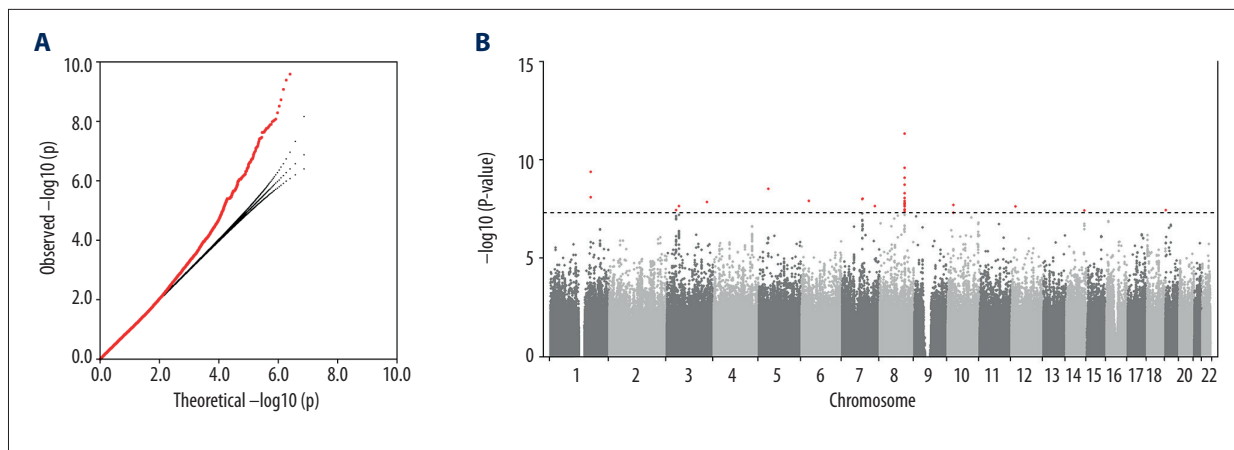 A
10.0
8.0
6.0
4.0
2.0
0.0
Observed –log10 (p)
0.0 2.0 4.0 6.0 8.0 10.0
Theoretical –log10 (p)
B
15
10
5
0
–log10 (P-value)
1 2 3 4 5 6 7 8 9 10 11 12 13 14 15 16 17 18 20 22
Chromosome